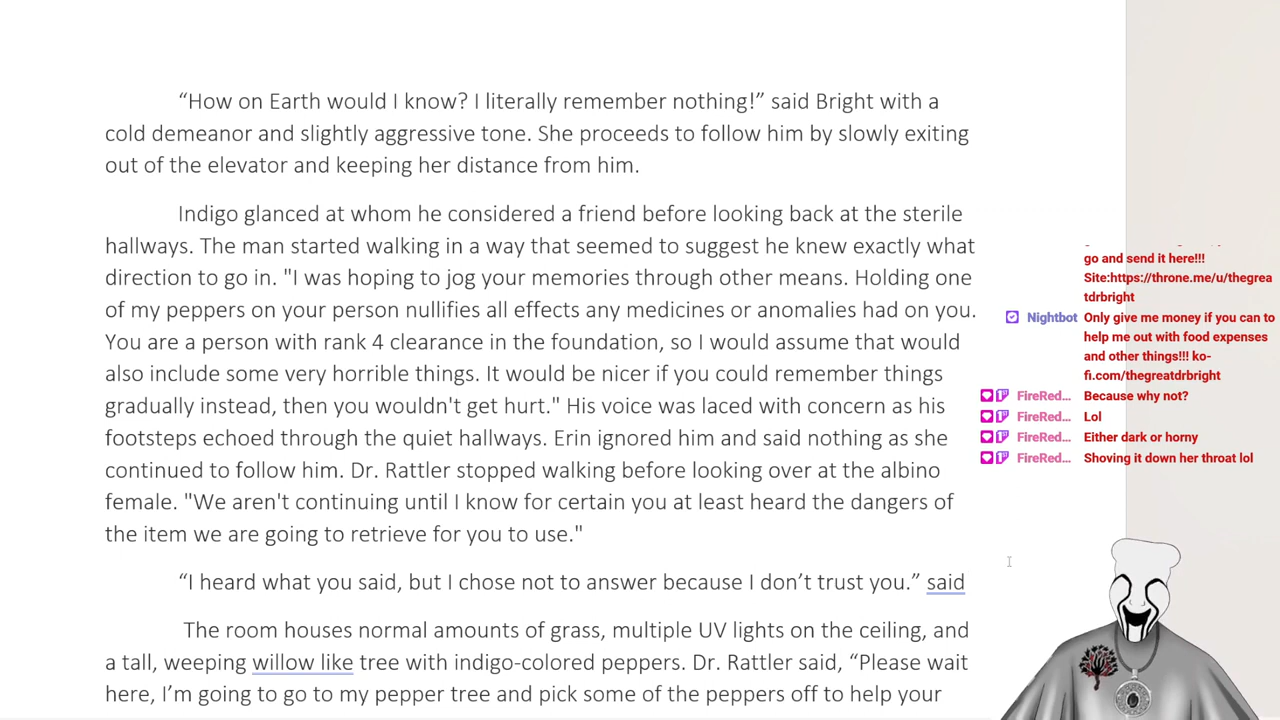 “How on Earth would I know? I literally remember nothing!” said Bright with a
cold demeanor and slightly aggressive tone. She proceeds to follow him by slowly exiting
out of the elevator and keeping her distance from him.
Indigo glanced at whom he considered a friend before looking back at the sterile
hallways. The man started walking in a way that seemed to suggest he knew exactly what
direction to go in. "I was hoping to jog your memories through other means. Holding one
of my peppers on your person nullifies all effects any medicines or anomalies had on you.
You are a person with rank 4 clearance in the foundation, so I would assume that would
also include some very horrible things. It would be nicer if you could remember things
gradually instead, then you wouldn't get hurt." His voice was laced with concern as his
footsteps echoed through the quiet hallways. Erin ignored him and said nothing as she
continued to follow him. Dr. Rattler stopped walking before looking over at the albino
female. "We aren't continuing until I know for certain you at least heard the dangers of
the item we are going to retrieve for you to use."
“I heard what you said, but I chose not to answer because I don’t trust you.” said
The room houses normal amounts of grass, multiple UV lights on the ceiling, and
a tall, weeping willow like tree with indigo-colored peppers. Dr. Rattler said, “Please wait
here, I’m going to go to my pepper tree and pick some of the peppers off to help your
go and send it here!!!
Site:https://throne.me/u/thegrea
tdrbright
Nightbot Only give me money if you can to
help me out with food expenses
and other things!!! ko-
fi.com/thegreatdrbright
FireRed... Because why not?
FireRed... Lol
FireRed... Either dark or horny
FireRed... Shoving it down her throat lol